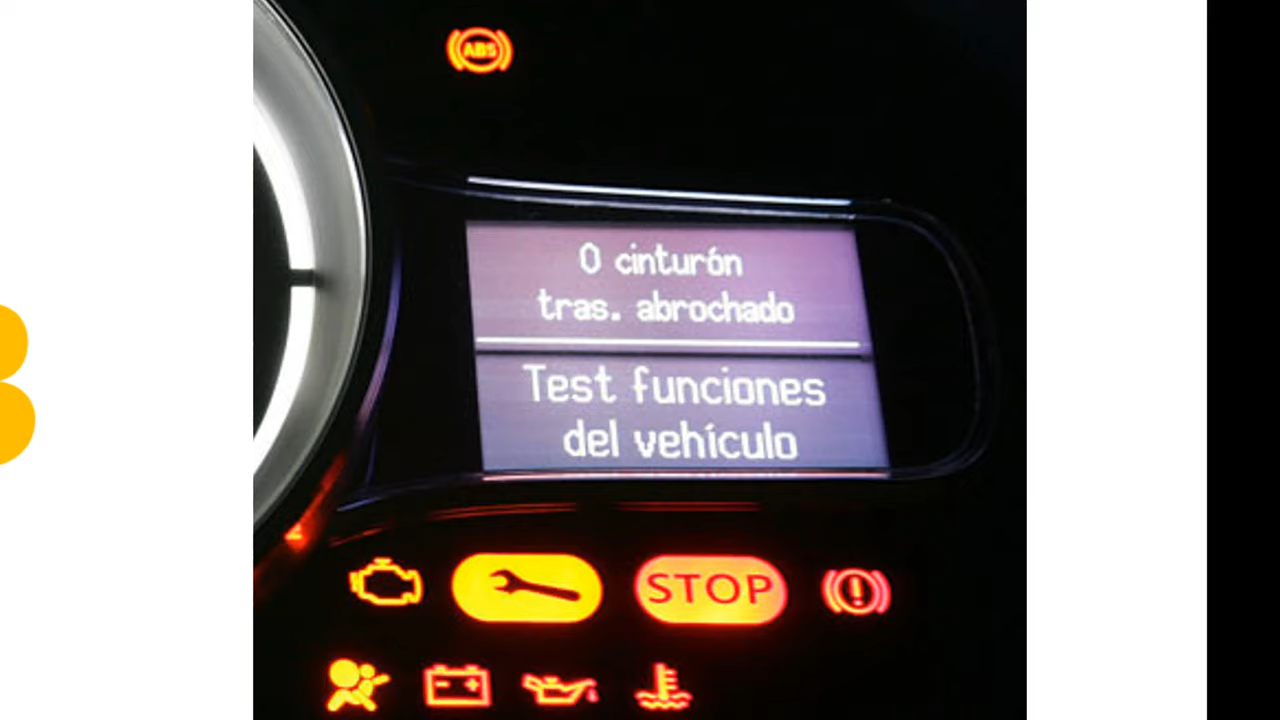 ABS
0 cinturón
tras. abrochado
Test funciones
del vehículo
STOP